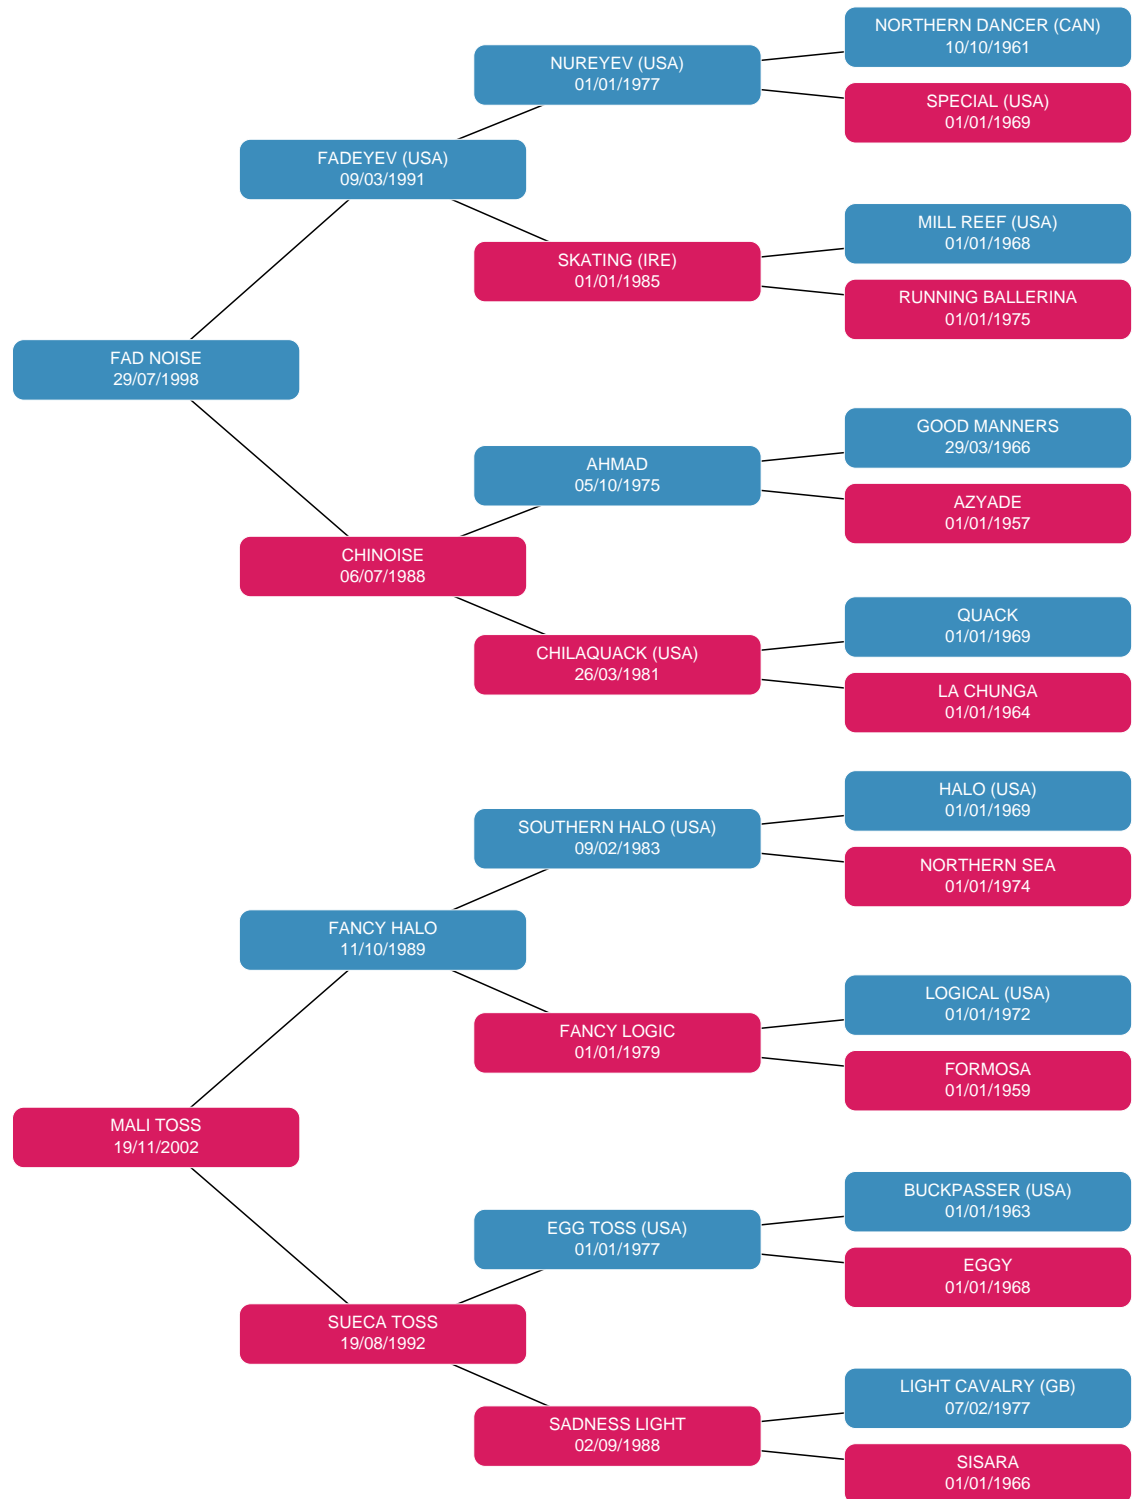 NORTHERN DANCER (CAN)
10/10/1961
NUREYEV (USA)
01/01/1977
SPECIAL (USA)
01/01/1969
FADEYEV (USA)
09/03/1991
MILL REEF (USA)
01/01/1968
SKATING (IRE)
01/01/1985
RUNNING BALLERINA
01/01/1975
FAD NOISE
29/07/1998
GOOD MANNERS
29/03/1966
AHMAD
05/10/1975
AZYADE
01/01/1957
CHINOISE
06/07/1988
QUACK
01/01/1969
CHILAQUACK (USA)
26/03/1981
LA CHUNGA
01/01/1964
HALO (USA)
01/01/1969
SOUTHERN HALO (USA)
09/02/1983
NORTHERN SEA
01/01/1974
FANCY HALO
11/10/1989
LOGICAL (USA)
01/01/1972
FANCY LOGIC
01/01/1979
FORMOSA
01/01/1959
MALI TOSS
19/11/2002
BUCKPASSER (USA)
01/01/1963
EGG TOSS (USA)
01/01/1977
EGGY
01/01/1968
SUECA TOSS
19/08/1992
LIGHT CAVALRY (GB)
07/02/1977
SADNESS LIGHT
02/09/1988
SISARA
01/01/1966